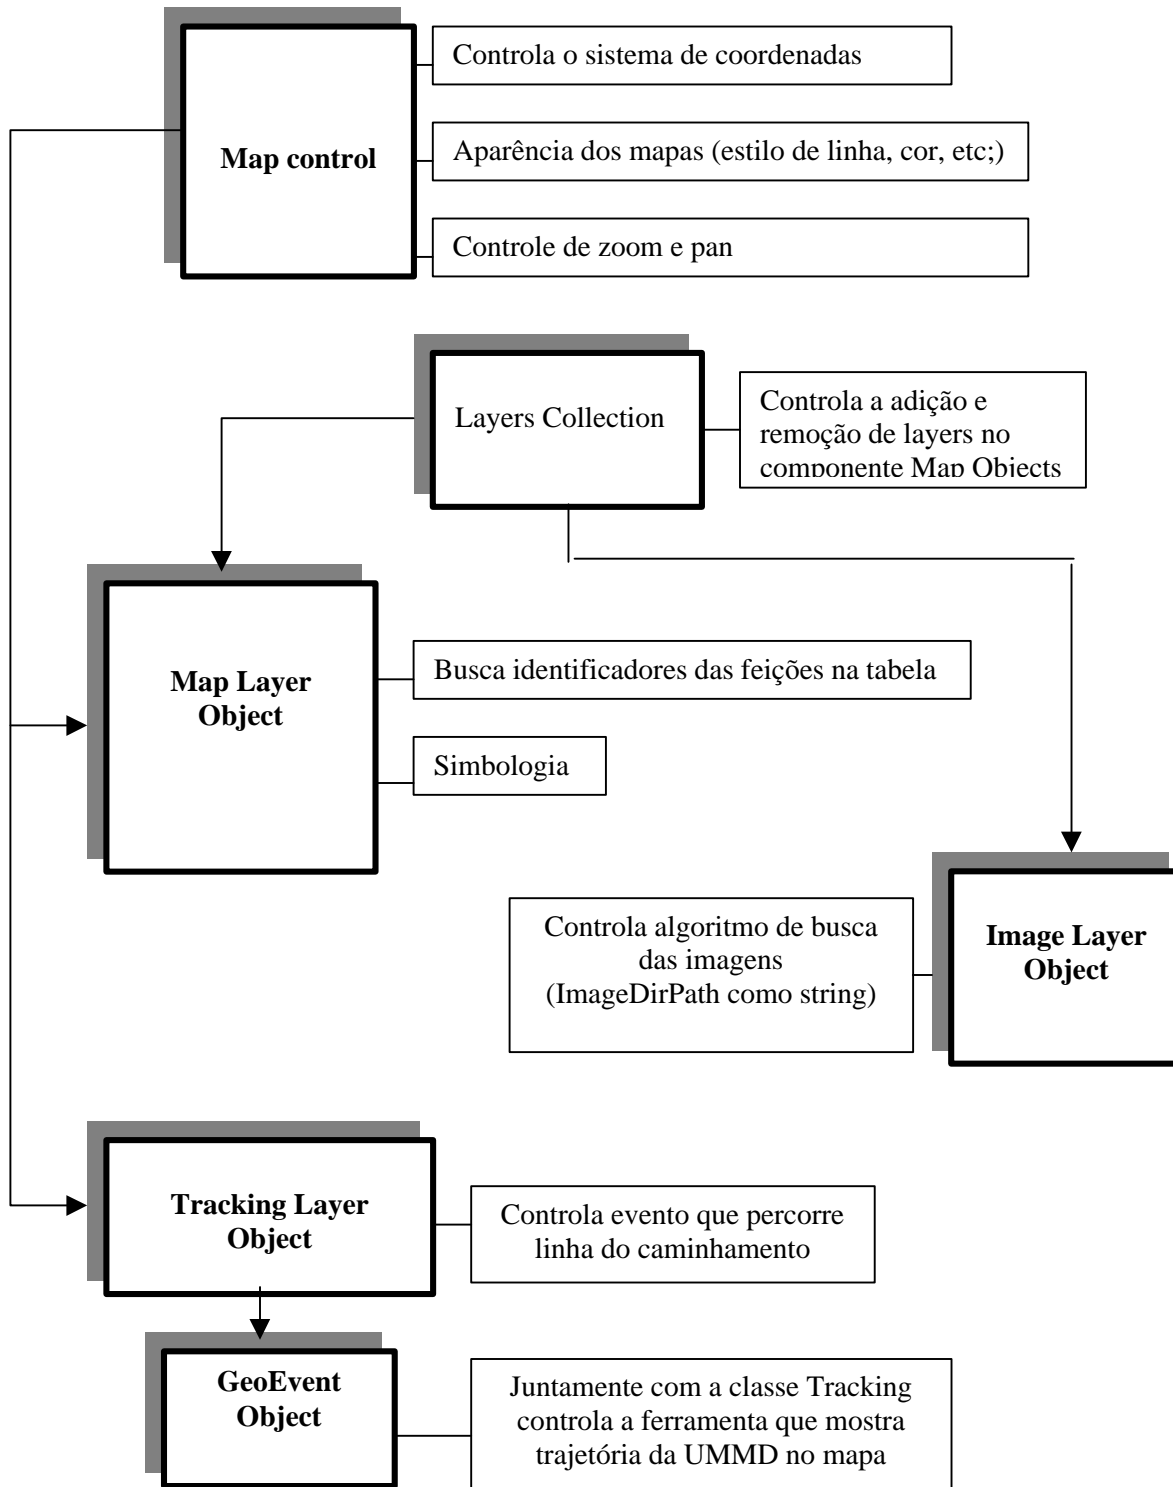 Controla o sistema de coordenadas
Map control
Aparência dos mapas (estilo de linha, cor, etc;)
Controle de zoom e pan
Layers Collection
Controla a adição e
remoção de layers no
componente Map Objects
Map Layer
Object
Busca identificadores das feições na tabela
Simbologia
Controla algoritmo de busca
das imagens
(ImageDirPath como string)
Image Layer
Object
Tracking Layer
Object
Controla evento que percorre
linha do caminhamento
GeoEvent
Object
Juntamente com a classe Tracking
controla a ferramenta que mostra
trajetória da UMMD no mapa